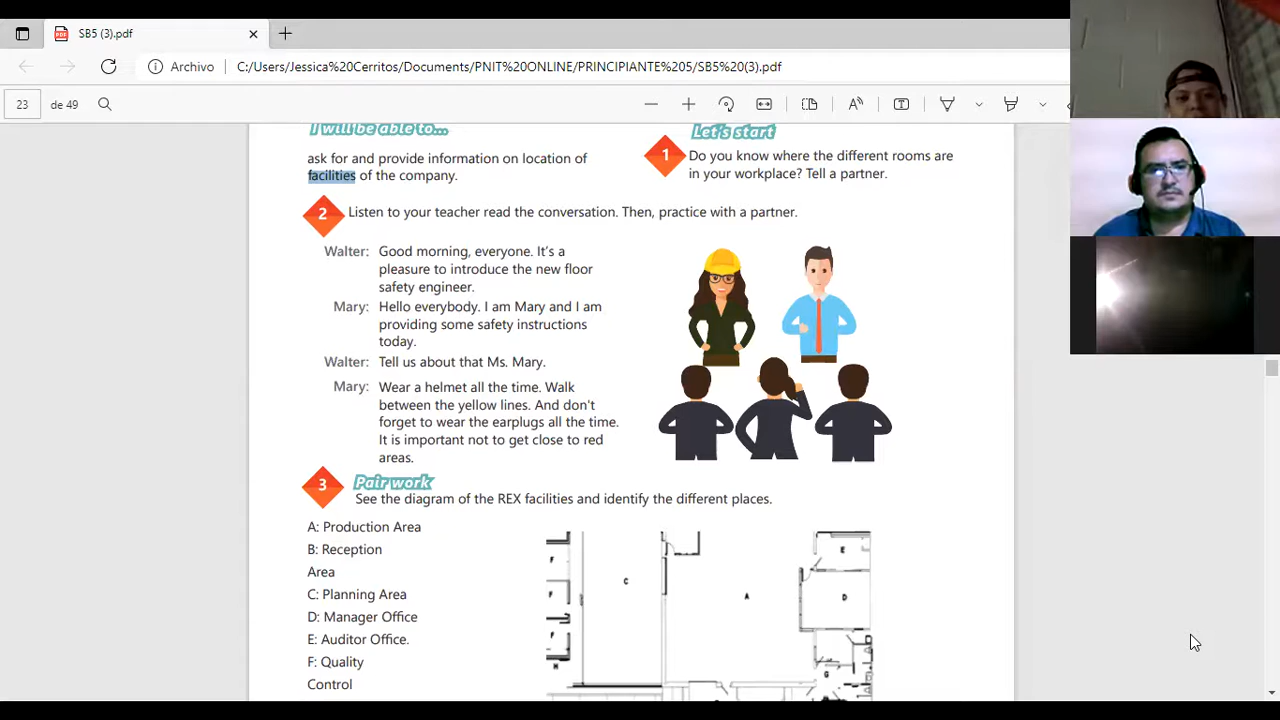 SB5 (3).pdf
Archivo
C:/Users/Jessica%20Cerritos/Documents/PNIT%20ONLINE/PRINCIPIANTE%205/SB5%20(3).pdf
23
de 49
I will be able to...
ask for and provide information on location of
facilities of the company.
Let's start
1
Do you know where the different rooms are
in your workplace? Tell a partner.
2
Listen to your teacher read the conversation. Then, practice with a partner.
Walter: Good morning, everyone. It's a
pleasure to introduce the new floor
safety engineer.
Mary: Hello everybody. I am Mary and I am
providing some safety instructions
today.
Walter: Tell us about that Ms. Mary.
Mary: Wear a helmet all the time. Walk
between the yellow lines. And don't
forget to wear the earplugs all the time.
It is important not to get close to red
areas.
3
Pair work
See the diagram of the REX facilities and identify the different places.
A: Production Area
B: Reception
Area
C: Planning Area
D: Manager Office
E: Auditor Office.
F: Quality
Control
F
F
F
H
C
A
E
D
G